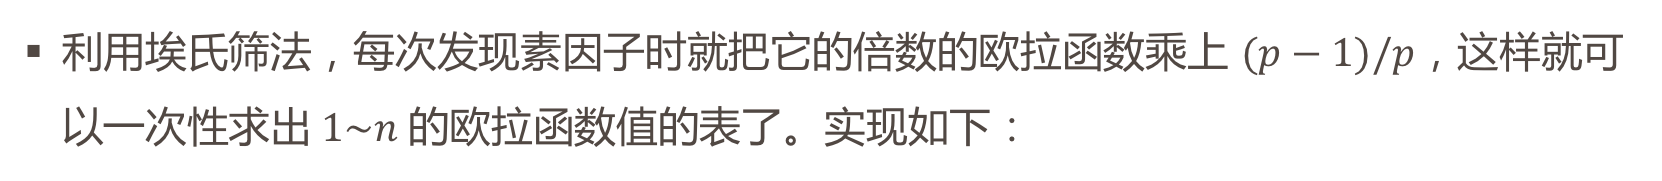 ▪ 利用埃氏筛法，每次发现素因子时就把它的倍数的欧拉函数乘上 (p − 1)/p，这样就可
以一次性求出 1~n 的欧拉函数值的表了。实现如下：